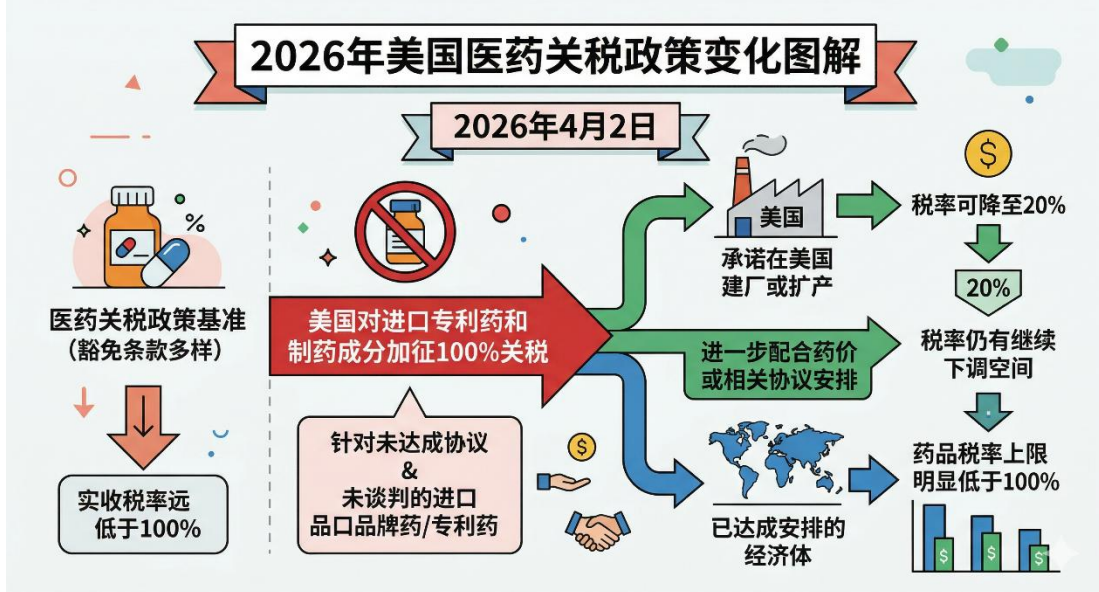 2026年美国医药关税政策变化图解
2026年4月2日
医药关税政策基准
（豁免条款多样）
实收税率远
低于100%
美国对进口专利药和
制药成分加征100%关税
针对未达成协议
&
未谈判的进口
品口品牌药/专利药
美国
承诺在美国
建厂或扩产
税率可降至20%
20%
进一步配合药价
或相关协议安排
税率仍有继续
下调空间
已达成安排的
经济体
药品税率上限
明显低于100%